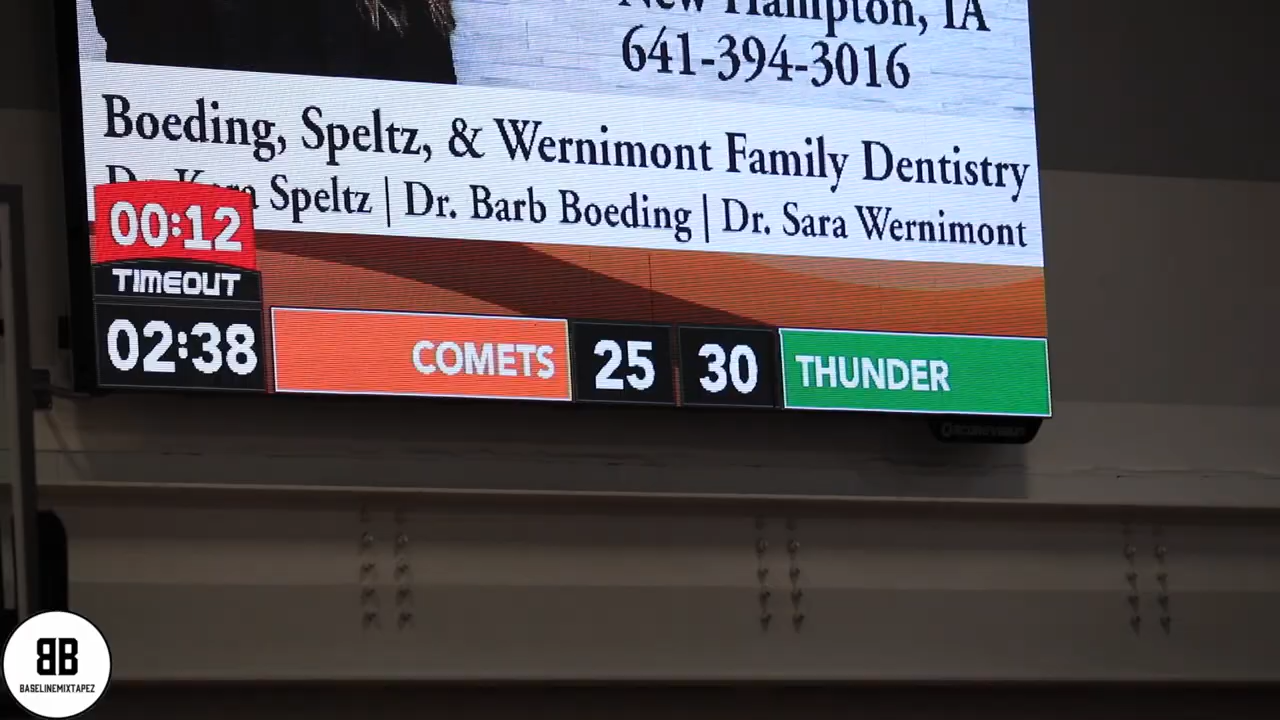 New Hampton, IA
641-394-3016
Boeding, Speltz, & Wernimont Family Dentistry
Speltz | Dr. Barb Boeding | Dr. Sara Wernimont
00:12
TIMEOUT
02:38 COMETS 25 30 THUNDER
BB
BASELINEMIXTAPEZ